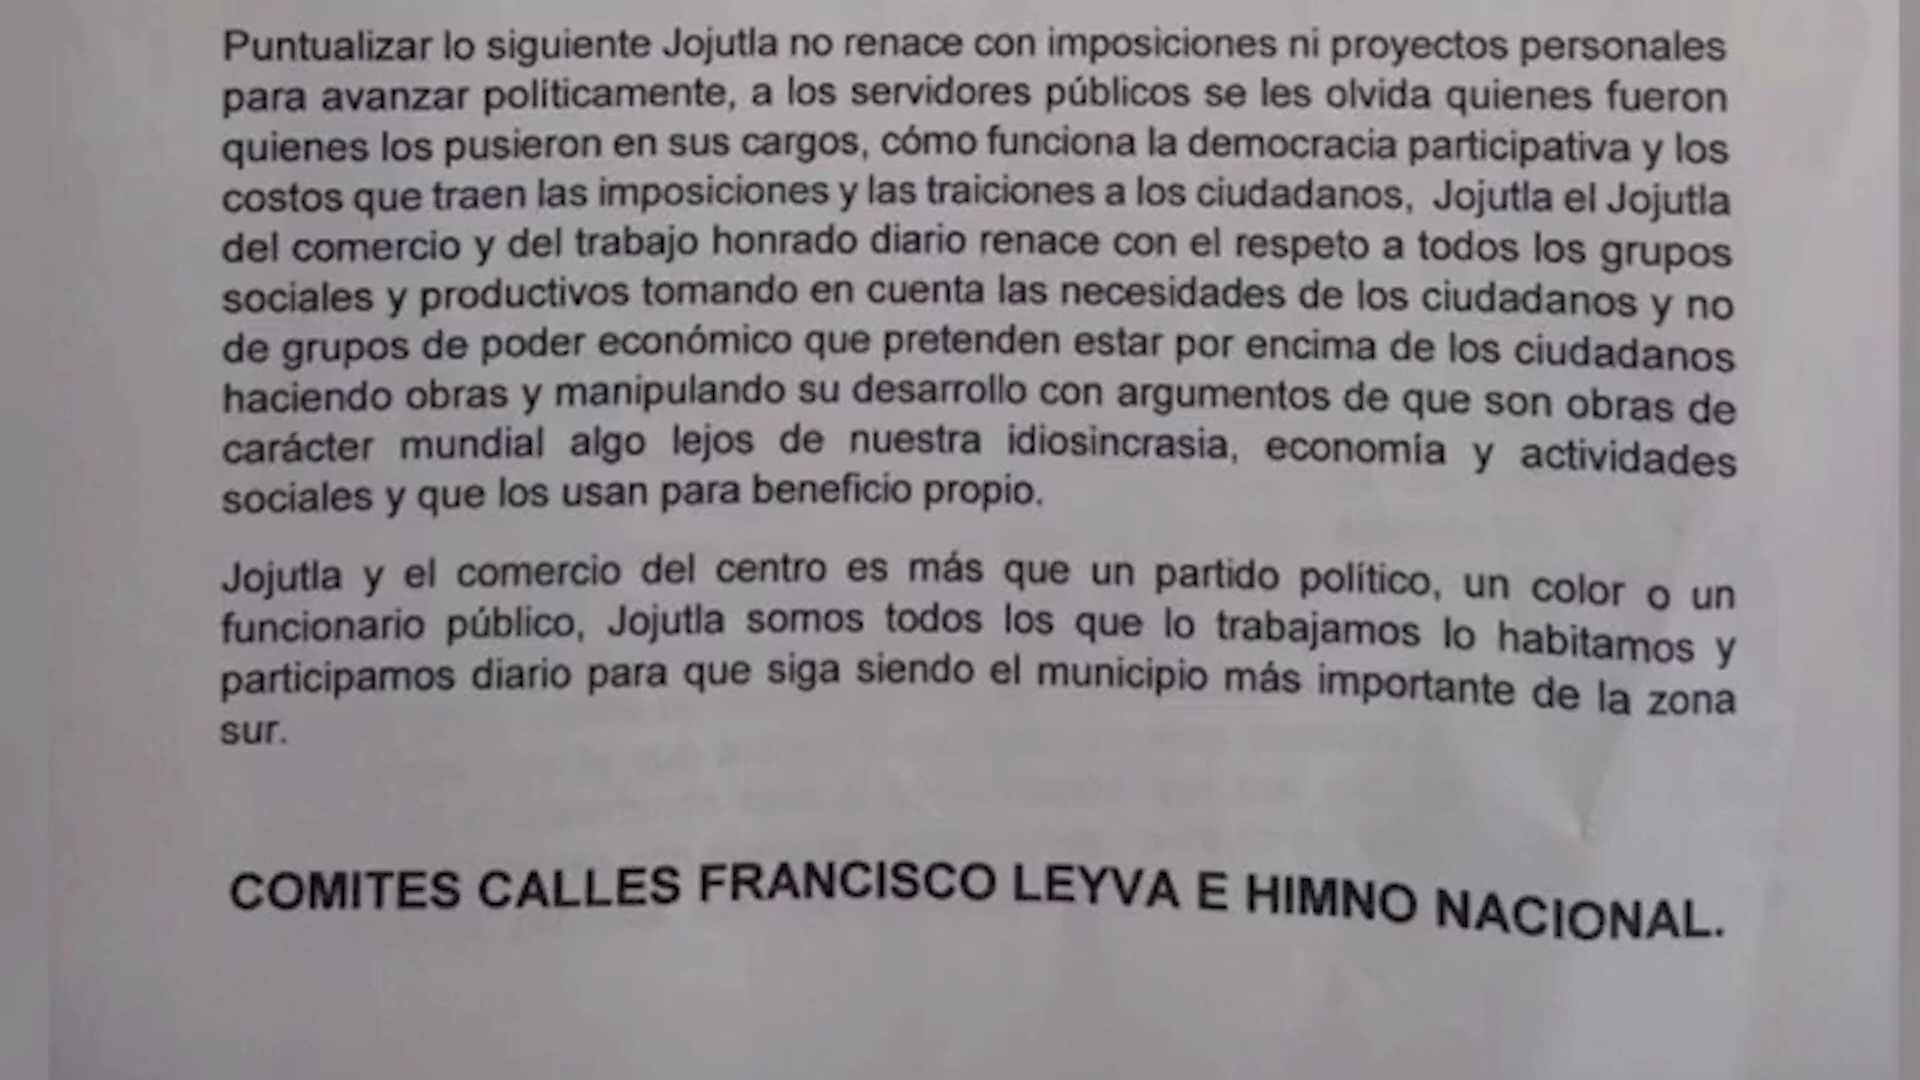 Puntualizar lo siguiente Jojutla no renace con imposiciones ni proyectos personales
para avanzar políticamente, a los servidores públicos se les olvida quienes fueron
quienes los pusieron en sus cargos, cómo funciona la democracia participativa y los
costos que traen las imposiciones y las traiciones a los ciudadanos, Jojutla el Jojutla
del comercio y del trabajo honrado diario renace con el respeto a todos los grupos
sociales y productivos tomando en cuenta las necesidades de los ciudadanos y no
de grupos de poder económico que pretenden estar por encima de los ciudadanos
haciendo obras y manipulando su desarrollo con argumentos de que son obras de
carácter mundial algo lejos de nuestra idiosincrasia, economía y actividades
sociales y que los usan para beneficio propio.
Jojutla y el comercio del centro es más que un partido político, un color o un
funcionario público, Jojutla somos todos los que lo trabajamos lo habitamos y
participamos diario para que siga siendo el municipio más importante de la zona
sur.
COMITES CALLES FRANCISCO LEYVA E HIMNO NACIONAL.